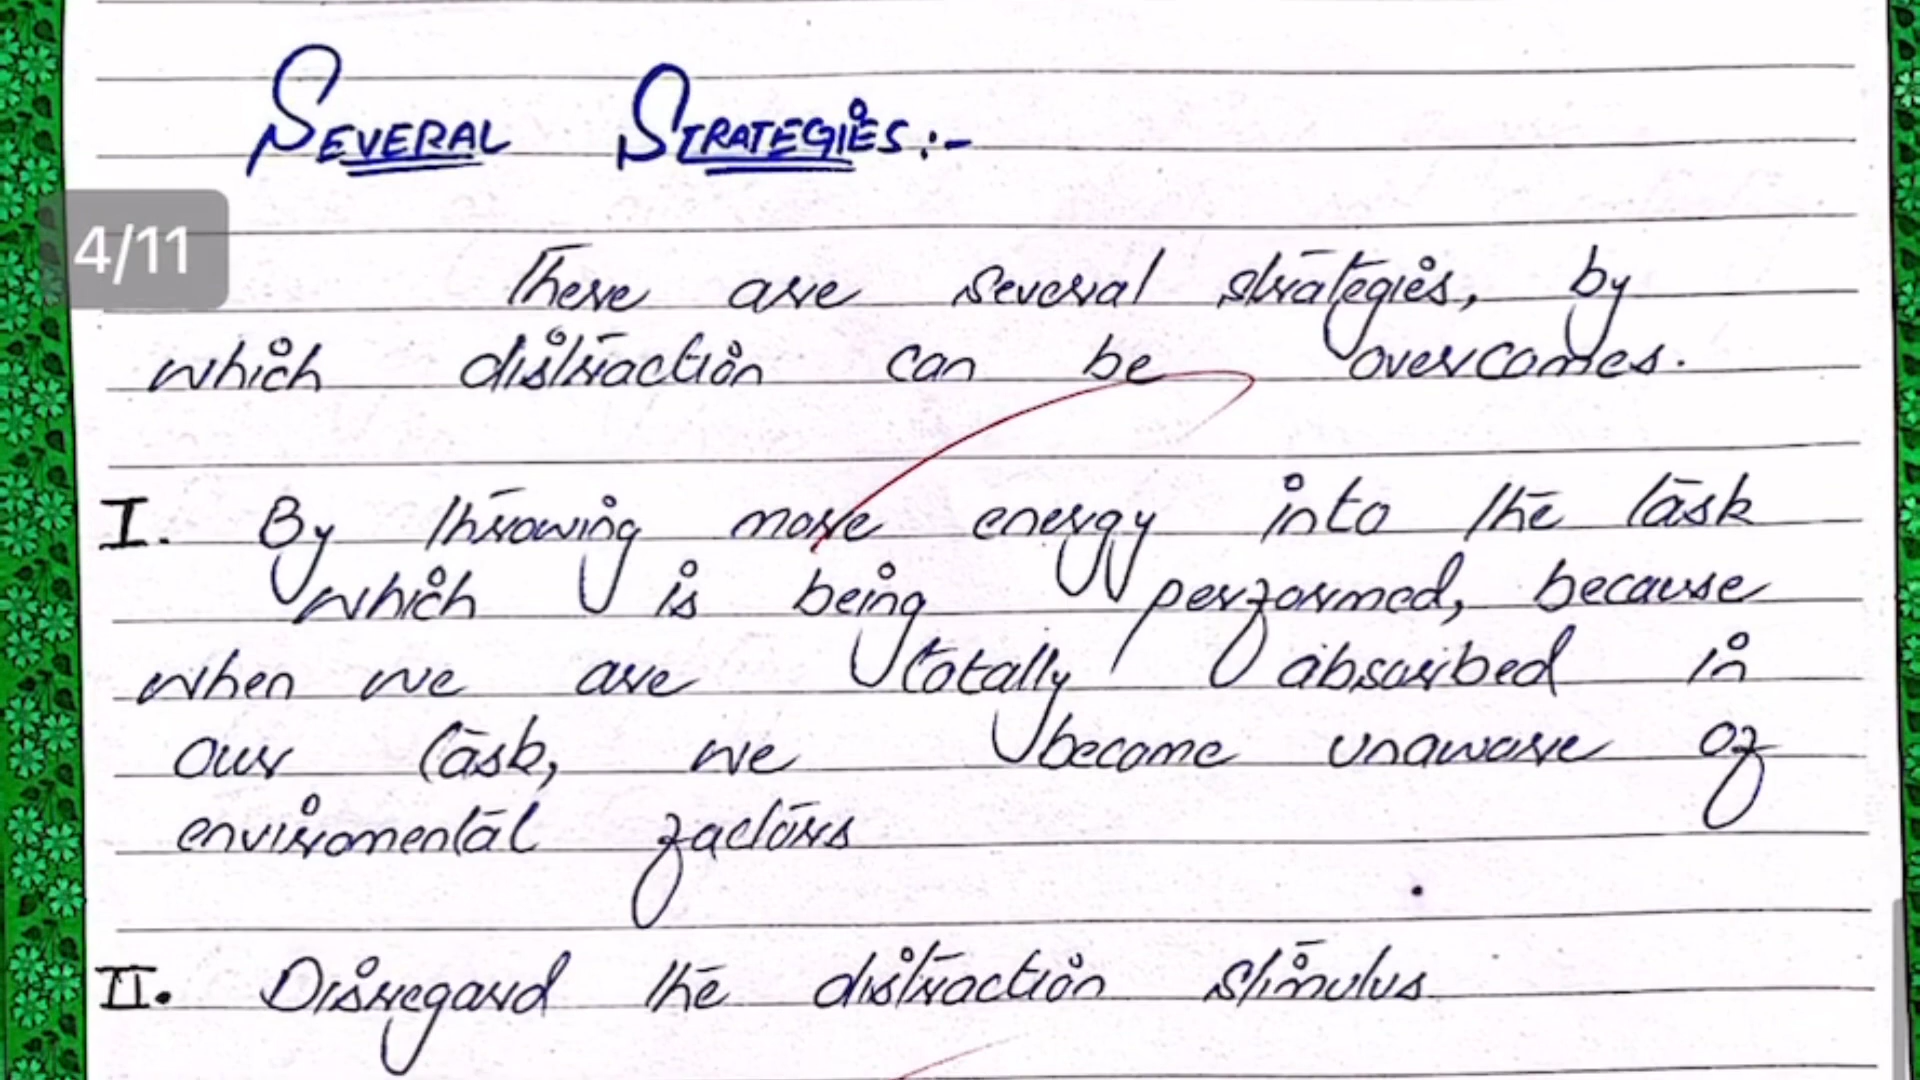 SEVERAL STRATEGIES:-
4/11
There are several strategies, by
which distraction can be overcomes.
I. By throwing more energy into the task
which is being performed, because
when we are totally absorbed in
our task, we become unaware of
enviromental factors
II. Disregard the distraction stimulus